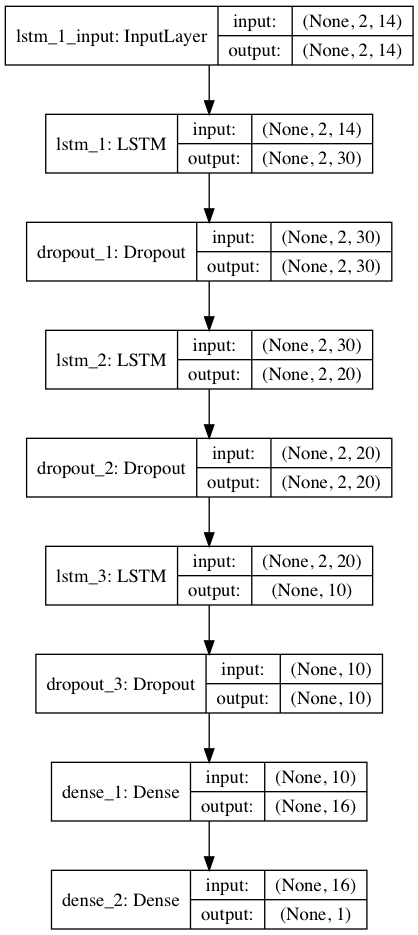 lstm_1_input: InputLayer
input: (None, 2, 14)
output: (None, 2, 14)
lstm_1: LSTM
input: (None, 2, 14)
output: (None, 2, 30)
dropout_1: Dropout
input: (None, 2, 30)
output: (None, 2, 30)
lstm_2: LSTM
input: (None, 2, 30)
output: (None, 2, 20)
dropout_2: Dropout
input: (None, 2, 20)
output: (None, 2, 20)
lstm_3: LSTM
input: (None, 2, 20)
output: (None, 10)
dropout_3: Dropout
input: (None, 10)
output: (None, 10)
dense_1: Dense
input: (None, 10)
output: (None, 16)
dense_2: Dense
input: (None, 16)
output: (None, 1)